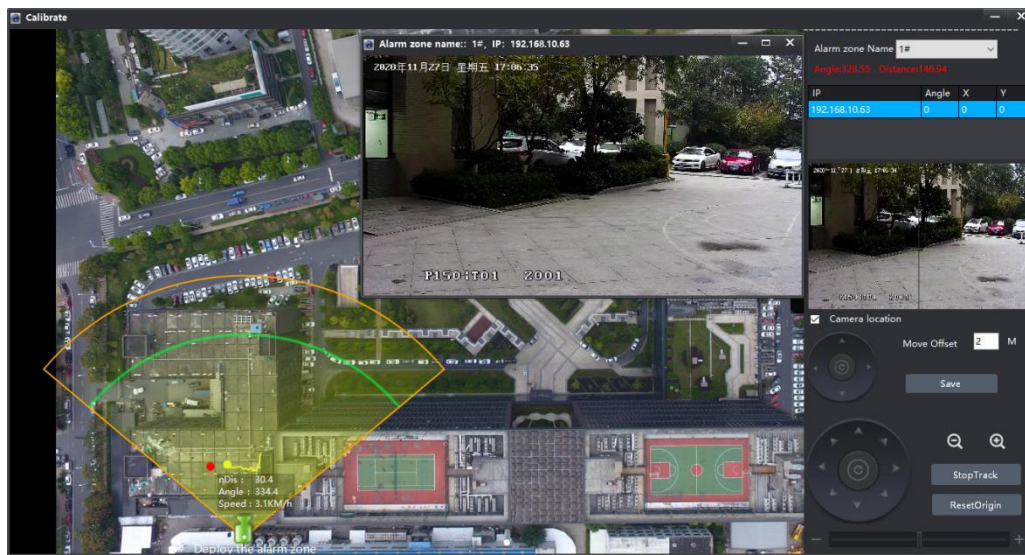 Calibrate
Alarm zone name:: 1#, IP: 192.168.10.63
2020年11月27日 星期五 17:06:35
P150:T01 Z001
Alarm zone Name 1#
Angle:328.55 Distance:146.94
IP Angle X Y
192.168.10.63 0 0 0
Camera location
Move Offset 2 M
Save
StopTrack
ResetOrigin
nDis : 30.4
Angle : 334.4
Speed : 3.1KM/h
Deploy the alarm zone